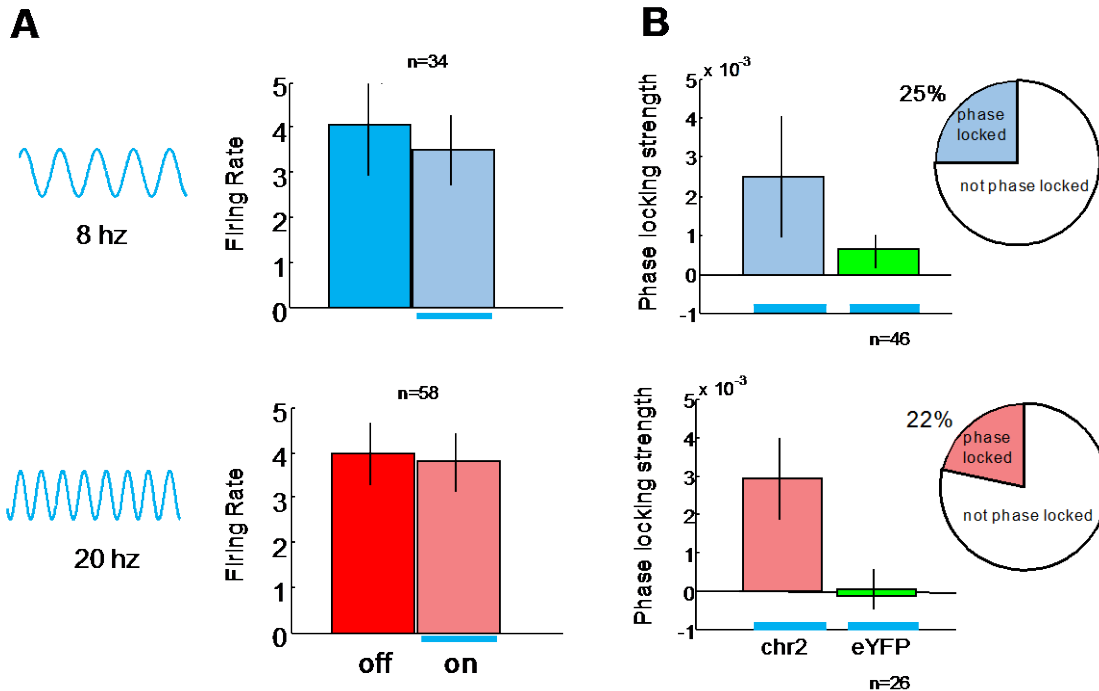 A
8 hz
n=34
Firing Rate
5
4
3
2
1
0
20 hz
n=58
Firing Rate
5
4
3
2
1
0
off on
B
x 10⁻³
Phase locking strength
5
4
3
2
1
0
-1
n=46
25%
phase
locked
not phase locked
x 10⁻³
Phase locking strength
5
4
3
2
1
0
-1
chr2 eYFP
n=26
22%
phase
locked
not phase locked